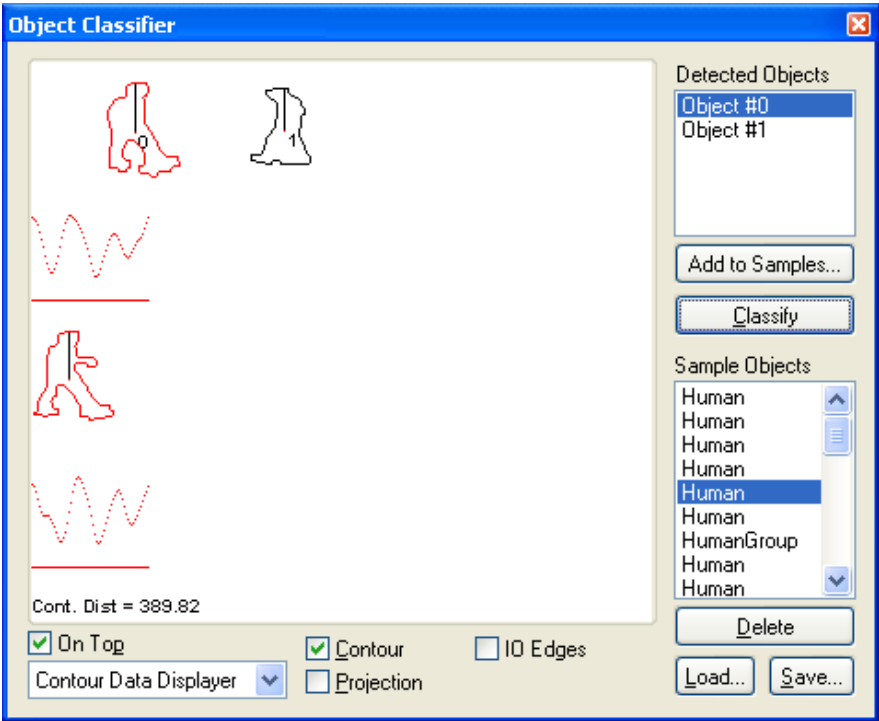 Object Classifier
0
1
Cont. Dist = 389.82
On Top
Contour Data Displayer
Contour
Projection
IO Edges
Detected Objects
Object #0
Object #1
Add to Samples...
Classify
Sample Objects
Human
Human
Human
Human
Human
Human
HumanGroup
Human
Human
Delete
Load...
Save...